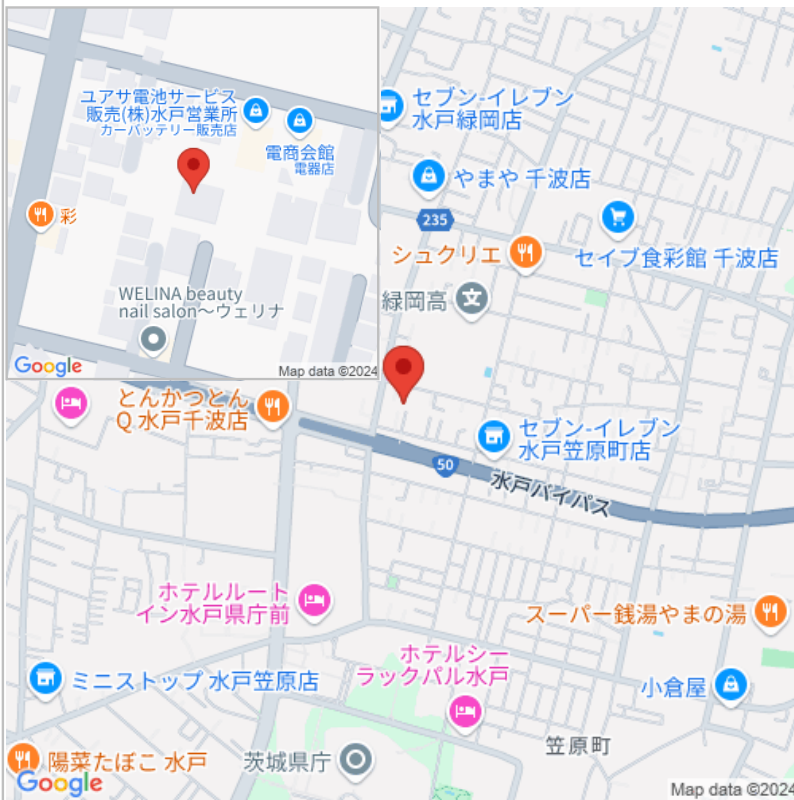 ユアサ電池サービス
販売(株)水戸営業所
カーバッテリー販売店
電商会館
電器店
彩
WELINA beauty
nail salon〜ウェリナ
Google
Map data ©2024
セブン-イレブン
水戸緑岡店
やまや 千波店
235
シュクリエ
セイブ食彩館 千波店
緑岡高
文
とんかつとん
Q 水戸千波店
セブン-イレブン
水戸笠原町店
50
水戸バイパス
ホテルルート
イン水戸県庁前
スーパー銭湯やまの湯
ホテルシー
ラックパル水戸
ミニストップ 水戸笠原店
小倉屋
笠原町
陽菜たばこ 水戸
茨城県庁
Google
Map data ©2024